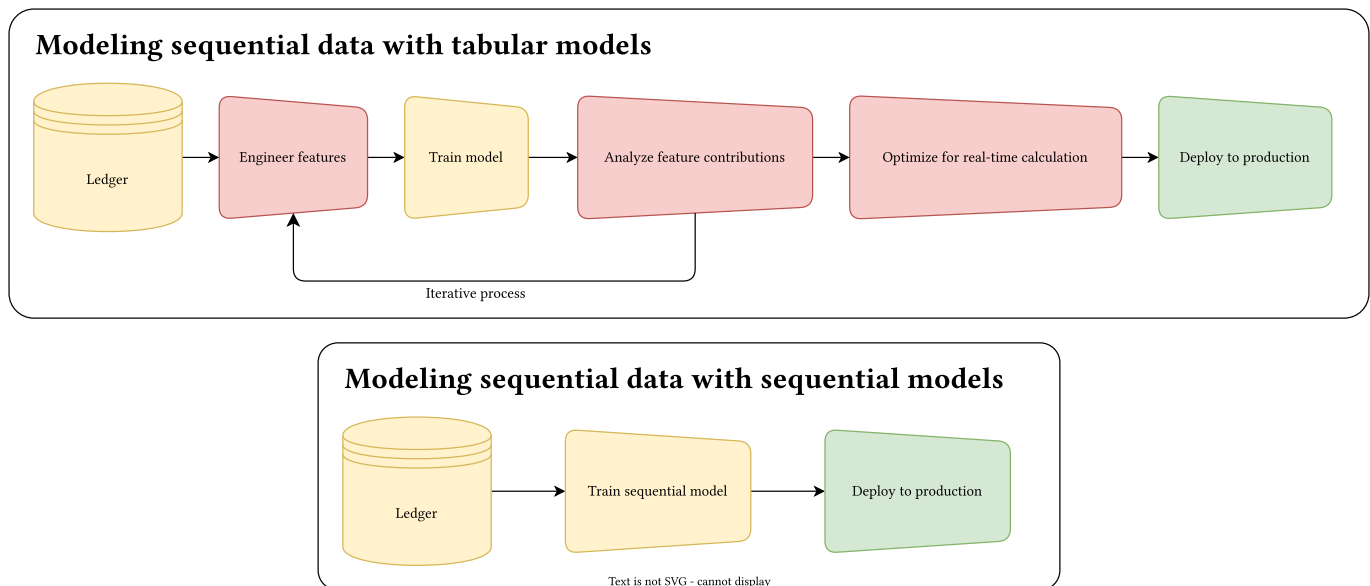 Modeling sequential data with tabular models
Ledger
Engineer features
Train model
Analyze feature contributions
Optimize for real-time calculation
Deploy to production
Iterative process
Modeling sequential data with sequential models
Ledger
Train sequential model
Deploy to production
Text is not SVG - cannot display